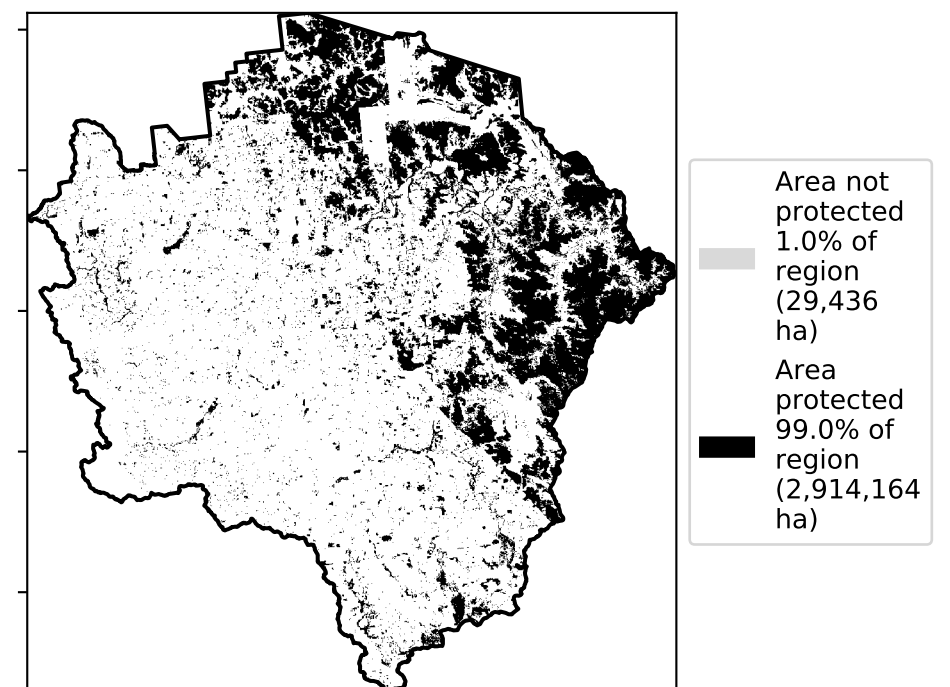 Area not
protected
1.0% of
region
(29,436
ha)
Area
protected
99.0% of
region
(2,914,164
ha)